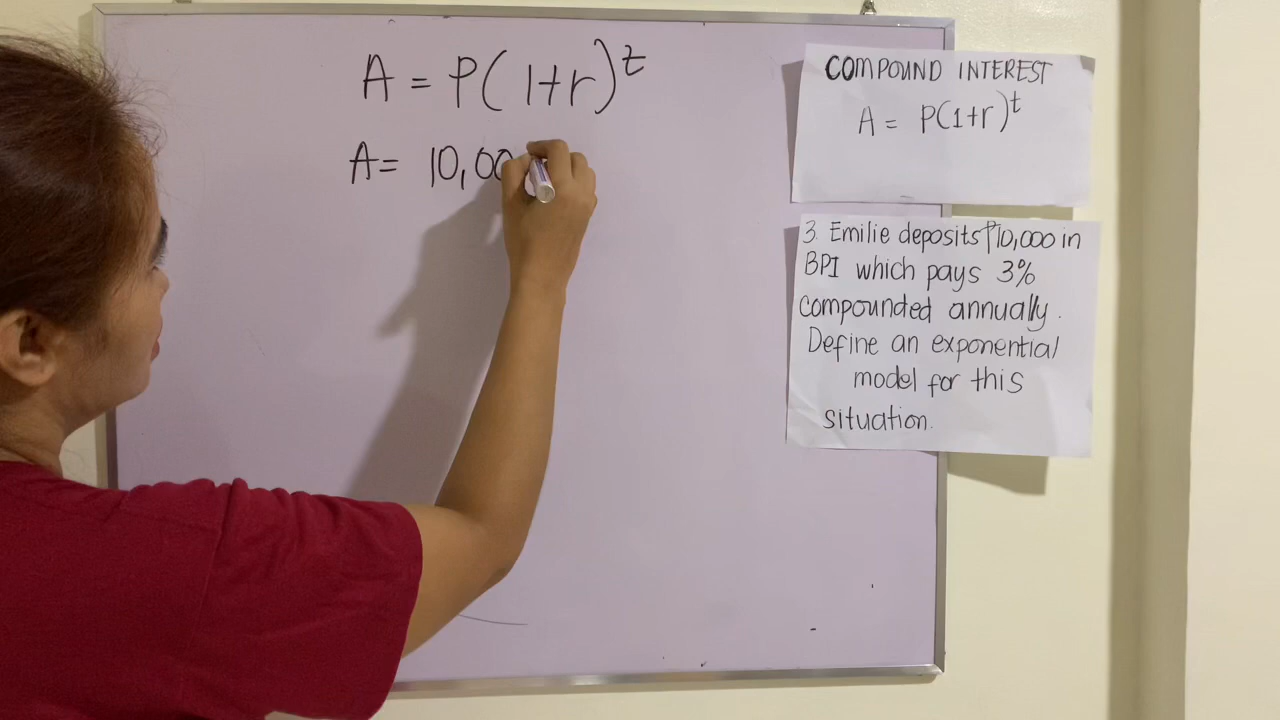 A = P(1+r)^t
A= 10,00
COMPOUND INTEREST
A = P(1+r)^t
3. Emilie deposits ₱10,000 in
BPI which pays 3%
compounded annually.
Define an exponential
model for this
situation.